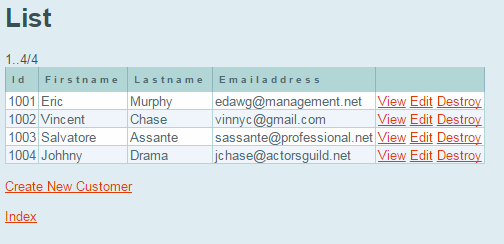 List
1..4/4
Id Firstname Lastname Emailaddress
1001 Eric Murphy edawg@management.net View Edit Destroy
1002 Vincent Chase vinnyc@gmail.com View Edit Destroy
1003 Salvatore Assante sassante@professional.net View Edit Destroy
1004 Johhny Drama jchase@actorsguild.net View Edit Destroy
Create New Customer
Index